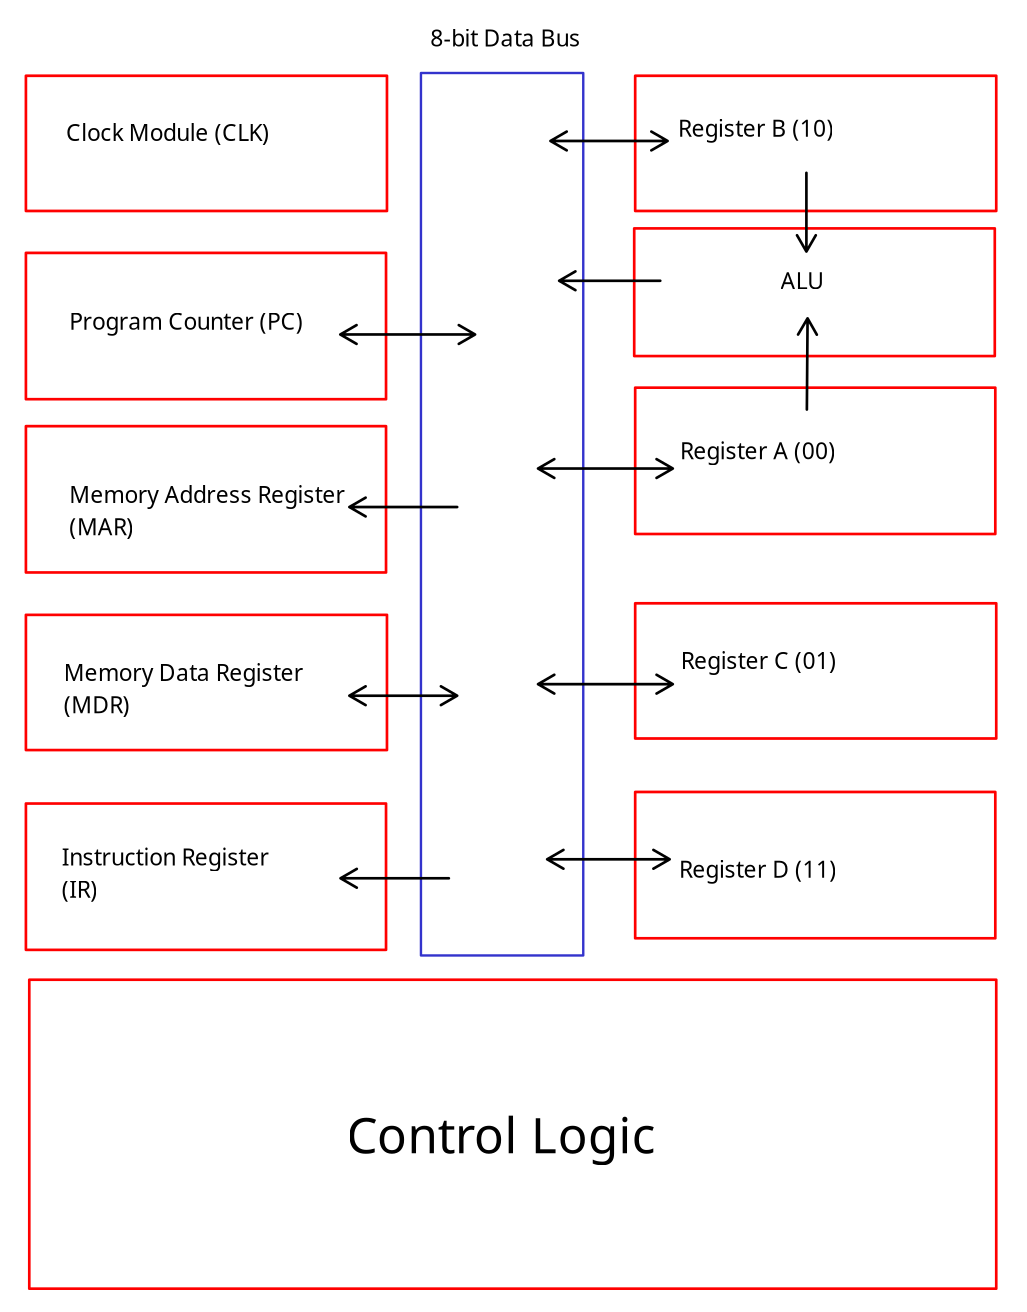 8-bit Data Bus
Clock Module (CLK)
Program Counter (PC)
Memory Address Register
(MAR)
Memory Data Register
(MDR)
Instruction Register
(IR)
Register B (10)
ALU
Register A (00)
Register C (01)
Register D (11)
Control Logic